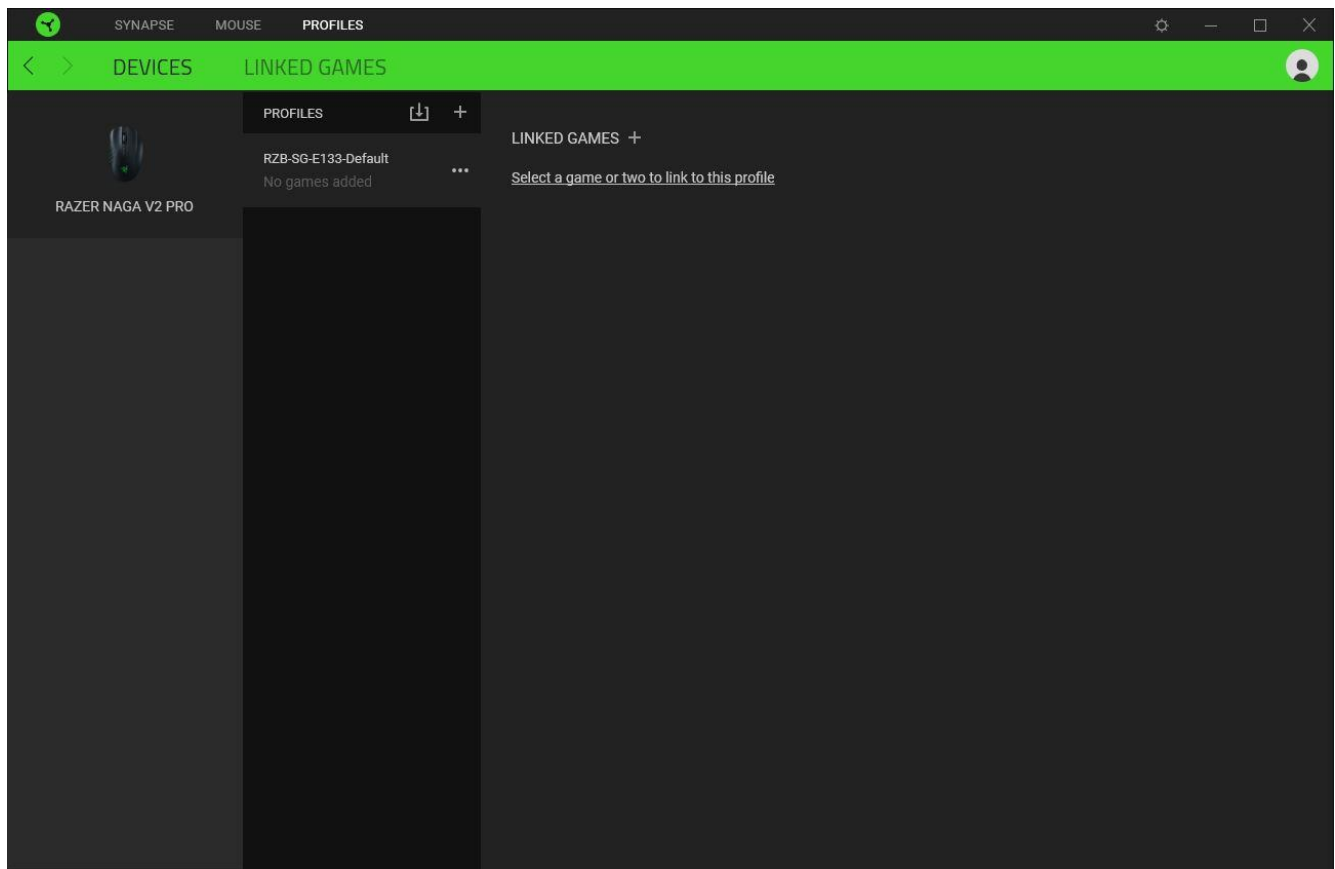 SYNAPSE MOUSE PROFILES
DEVICES LINKED GAMES
RAZER NAGA V2 PRO
PROFILES
RZB-SG-E133-Default
No games added
LINKED GAMES
Select a game or two to link to this profile